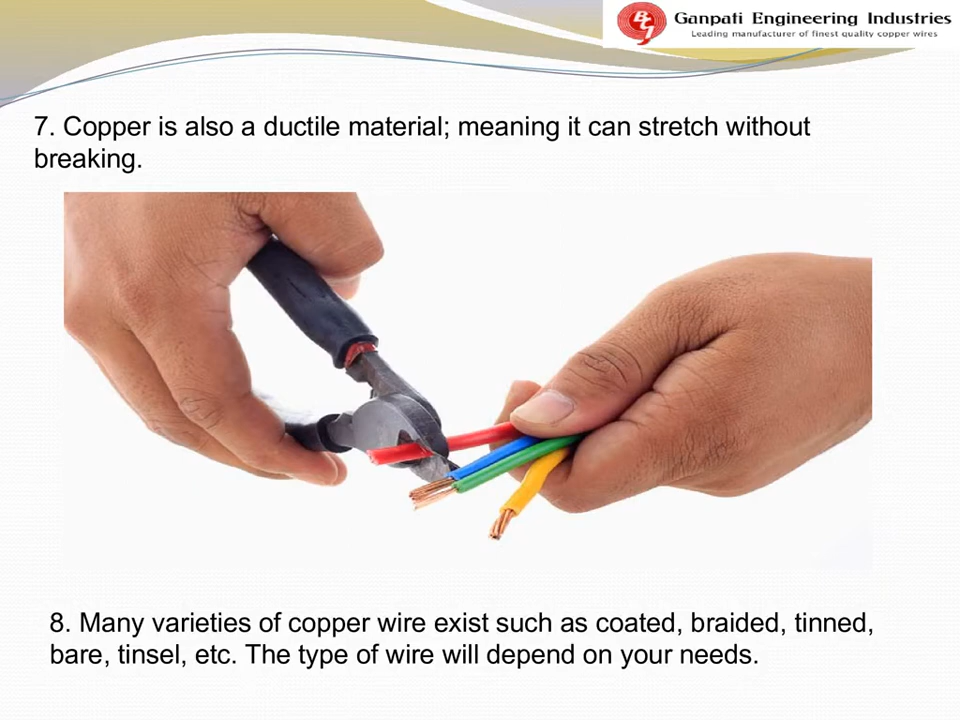 Ganpati Engineering Industries
Leading manufacturer of finest quality copper wires
7. Copper is also a ductile material; meaning it can stretch without
breaking.
8. Many varieties of copper wire exist such as coated, braided, tinned,
bare, tinsel, etc. The type of wire will depend on your needs.